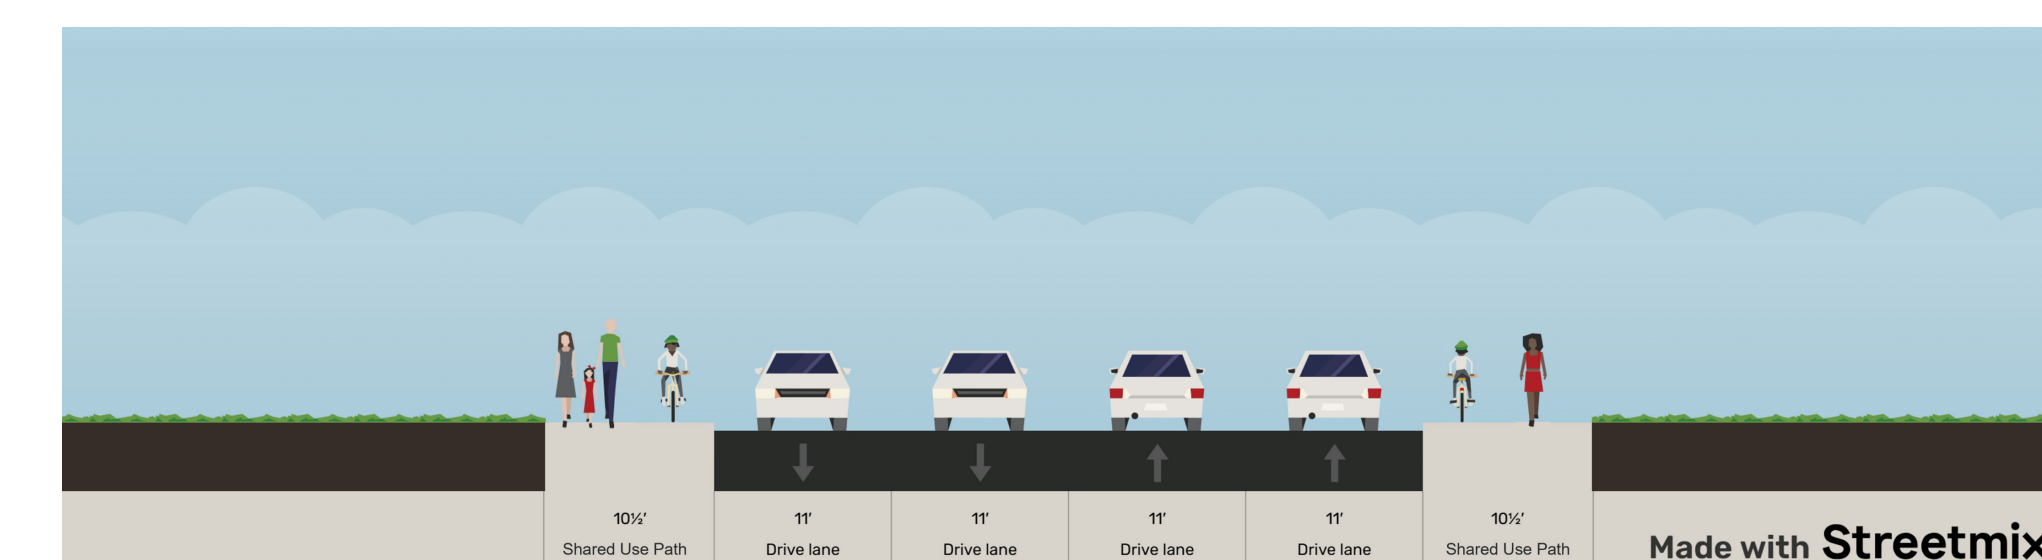 10½′
Shared Use Path
11′
Drive lane
11′
Drive lane
11′
Drive lane
11′
Drive lane
10½′
Shared Use Path
Made with Streetmix